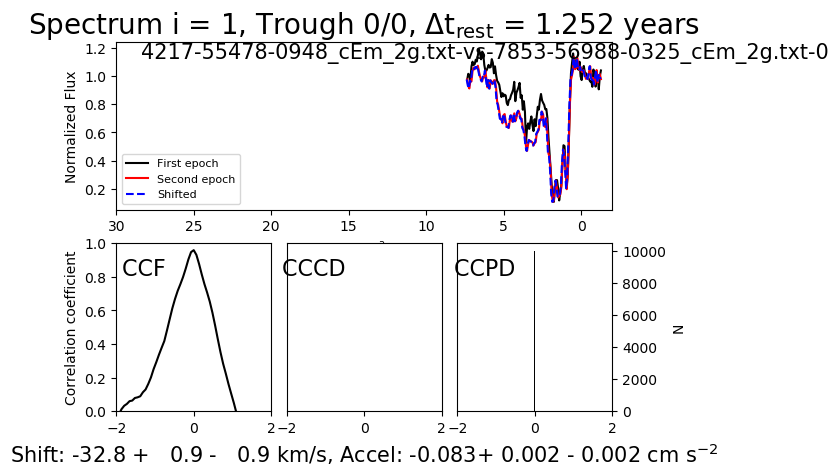 Spectrum i = 1, Trough 0/0, Δt_rest = 1.252 years
4217-55478-0948_cEm_2g.txt-vs-7853-56988-0325_cEm_2g.txt-0
Normalized Flux
1.2
1.0
0.8
0.6
0.4
0.2
First epoch
Second epoch
Shifted
30 25 20 15 10 5 0
Correlation coefficient
1.0
0.8
0.6
0.4
0.2
0.0
CCF
CCCD
CCPD
10000
8000
6000
4000
2000
0
N
−2 0 2
−2 0 2
−2 0 2
Shift: -32.8 + 0.9 - 0.9 km/s, Accel: -0.083+ 0.002 - 0.002 cm s⁻²